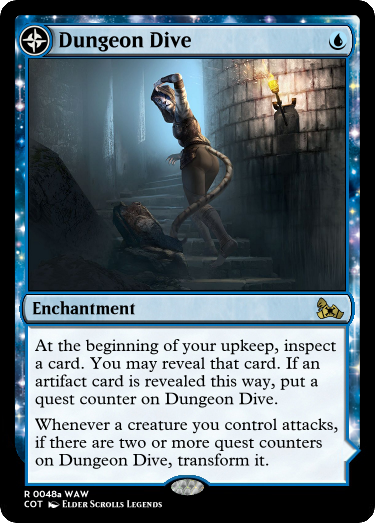 Dungeon Dive
Enchantment
At the beginning of your upkeep, inspect
a card. You may reveal that card. If an
artifact card is revealed this way, put a
quest counter on Dungeon Dive.
Whenever a creature you control attacks,
if there are two or more quest counters
on Dungeon Dive, transform it.
R 0048a WAW
COT Elder Scrolls Legends